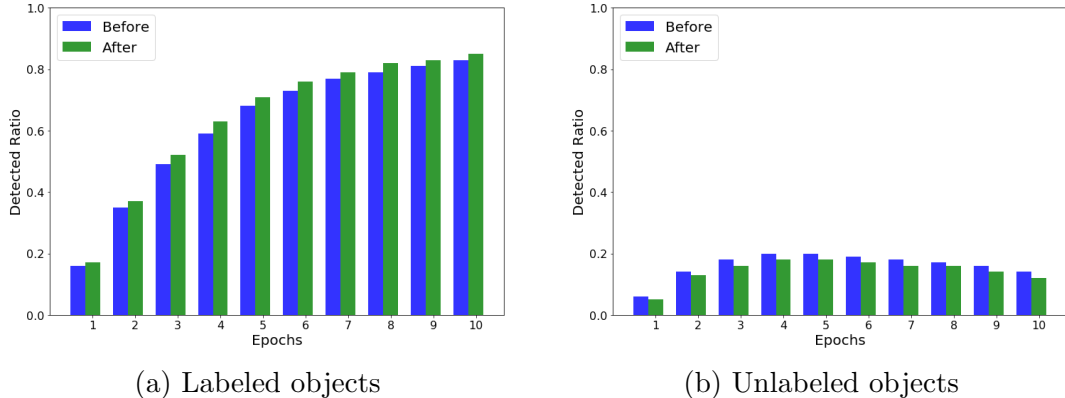 1.0
0.8
0.6
0.4
0.2
0.0
Detected Ratio
Before
After
1 2 3 4 5 6 7 8 9 10
Epochs
(a) Labeled objects
1.0
0.8
0.6
0.4
0.2
0.0
Detected Ratio
Before
After
1 2 3 4 5 6 7 8 9 10
Epochs
(b) Unlabeled objects